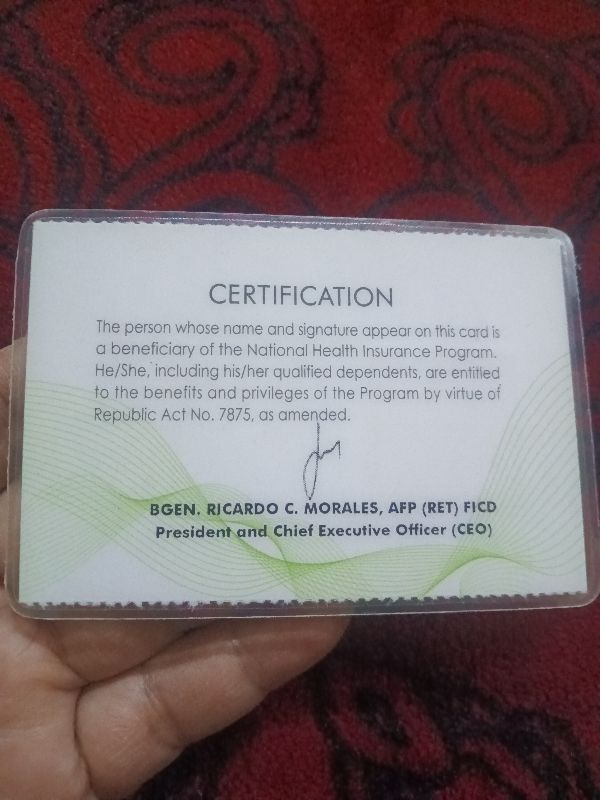 CERTIFICATION
The person whose name and signature appear on this card is
a beneficiary of the National Health Insurance Program.
He/She, including his/her qualified dependents, are entitled
to the benefits and privileges of the Program by virtue of
Republic Act No. 7875, as amended.
BGEN. RICARDO C. MORALES, AFP (RET) FICD
President and Chief Executive Officer (CEO)